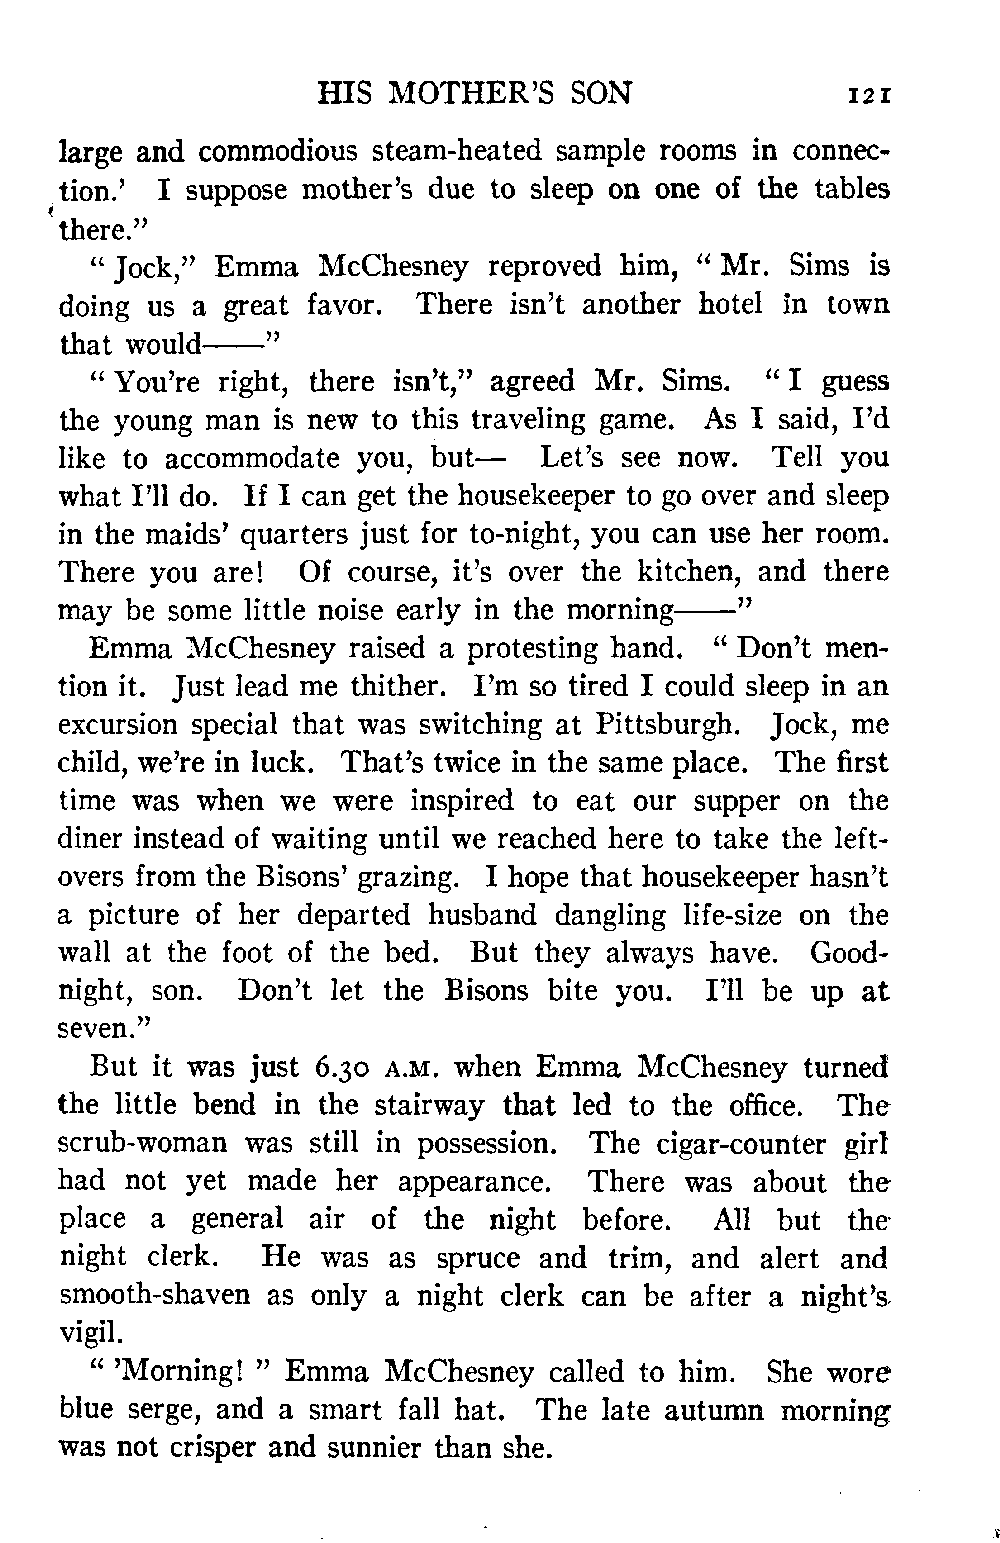 HIS MOTHER'S SON 121
large and commodious steam-heated sample rooms in connec-
tion.' I suppose mother's due to sleep on one of the tables
there."
" Jock," Emma McChesney reproved him, " Mr. Sims is
doing us a great favor. There isn't another hotel in town
that would——"
" You're right, there isn't," agreed Mr. Sims. " I guess
the young man is new to this traveling game. As I said, I'd
like to accommodate you, but— Let's see now. Tell you
what I'll do. If I can get the housekeeper to go over and sleep
in the maids' quarters just for to-night, you can use her room.
There you are! Of course, it's over the kitchen, and there
may be some little noise early in the morning——"
Emma McChesney raised a protesting hand. " Don't men-
tion it. Just lead me thither. I'm so tired I could sleep in an
excursion special that was switching at Pittsburgh. Jock, me
child, we're in luck. That's twice in the same place. The first
time was when we were inspired to eat our supper on the
diner instead of waiting until we reached here to take the left-
overs from the Bisons' grazing. I hope that housekeeper hasn't
a picture of her departed husband dangling life-size on the
wall at the foot of the bed. But they always have. Good-
night, son. Don't let the Bisons bite you. I'll be up at
seven."
But it was just 6.30 A.M. when Emma McChesney turned
the little bend in the stairway that led to the office. The
scrub-woman was still in possession. The cigar-counter girl
had not yet made her appearance. There was about the
place a general air of the night before. All but the
night clerk. He was as spruce and trim, and alert and
smooth-shaven as only a night clerk can be after a night's
vigil.
" 'Morning! " Emma McChesney called to him. She wore
blue serge, and a smart fall hat. The late autumn morning
was not crisper and sunnier than she.